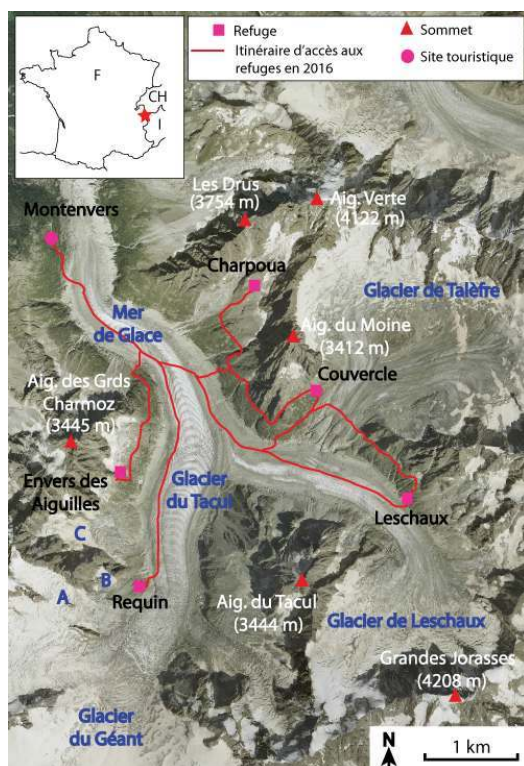 F
CH
I
Refuge
Sommet
Itinéraire d'accès aux
refuges en 2016
Site touristique
Les Drus
(3754 m)
Aig. Verte
(4122 m)
Montenvers
Charpoua
Glacier de Talèfre
Mer
de Glace
Aig. du Moine
(3412 m)
Couvercle
Aig. des Grds
Charmoz
(3445 m)
Envers des
Aiguilles
Glacier
du Tacul
Leschaux
C
B
A
Requin
Aig. du Tacul
(3444 m)
Glacier de Leschaux
Grandes Jorasses
(4208 m)
Glacier
du Géant
N
1 km